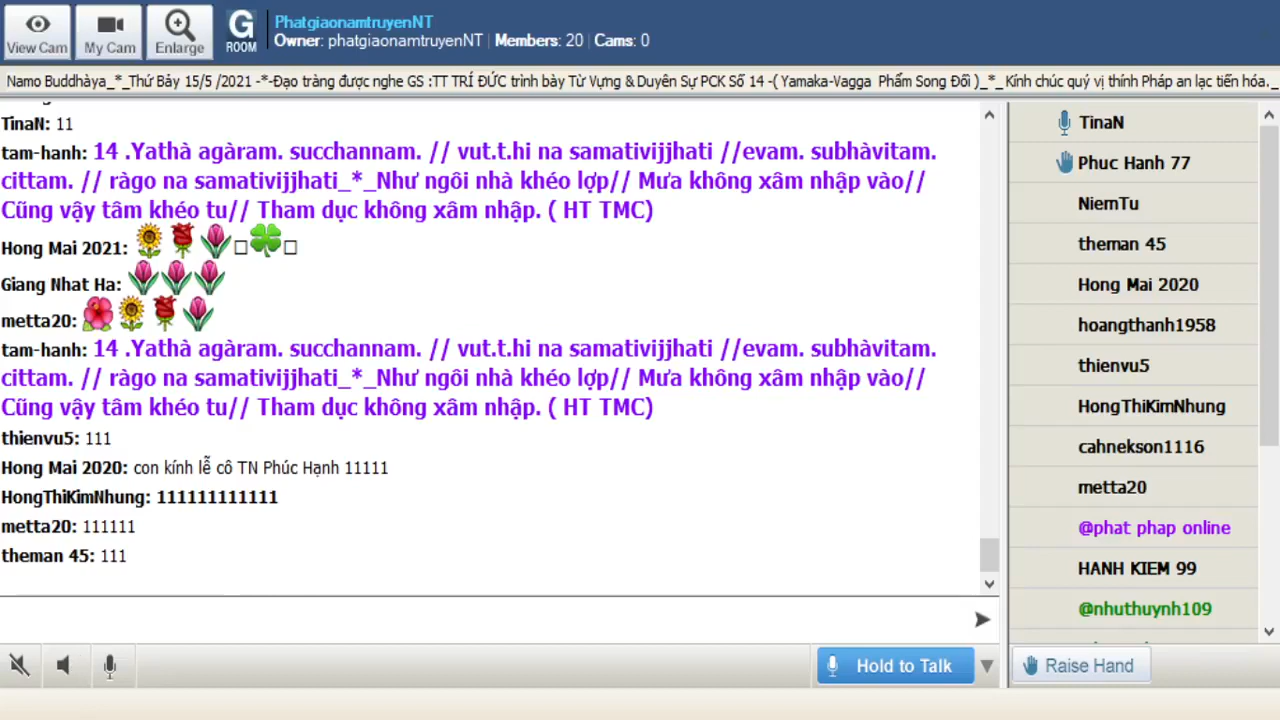 View Cam
My Cam
Enlarge
G
ROOM
PhatgiaonamtruyenNT
Owner: phatgiaonamtruyenNT | Members: 20 | Cams: 0
Namo Buddhàya_*_Thứ Bảy 15/5 /2021 -*-Đạo tràng được nghe GS :TT TRÍ ĐỨC trình bày Từ Vựng & Duyên Sự PCK Số 14 -( Yamaka-Vagga Phẩm Song Đối )_*_ Kính chúc quý vị thính Pháp an lạc tiến hóa._
TinaN: 11
tam-hanh: 14 .Yathà agàram. succhannam. // vut.t.hi na samativijjhati //evam. subhàvitam.
cittam. // ràgo na samativijjhati_*_Như ngôi nhà khéo lợp// Mưa không xâm nhập vào//
Cũng vậy tâm khéo tu// Tham dục không xâm nhập. ( HT TMC)
Hong Mai 2021:
Giang Nhat Ha:
metta20:
tam-hanh: 14 .Yathà agàram. succhannam. // vut.t.hi na samativijjhati //evam. subhàvitam.
cittam. // ràgo na samativijjhati_*_Như ngôi nhà khéo lợp// Mưa không xâm nhập vào//
Cũng vậy tâm khéo tu// Tham dục không xâm nhập. ( HT TMC)
thienvu5: 111
Hong Mai 2020: con kính lễ cô TN Phúc Hạnh 11111
HongThiKimNhung: 111111111111
metta20: 111111
theman 45: 111
TinaN
Phuc Hanh 77
NiemTu
theman 45
Hong Mai 2020
hoangthanh1958
thienvu5
HongThiKimNhung
cahnekson1116
metta20
@phat phap online
HANH KIEM 99
@nhuthuynh109
Hold to Talk
Raise Hand